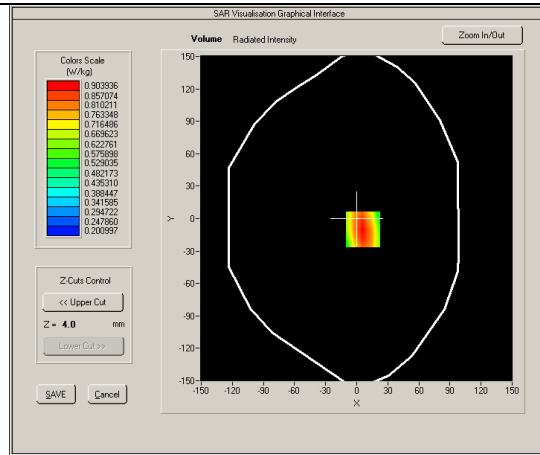 SAR Visualisation Graphical Interface
Volume Radiated Intensity
Zoom In/Out
Colors Scale
(W/kg)
0.903936
0.857074
0.810211
0.763348
0.716486
0.669623
0.622761
0.575898
0.529035
0.482173
0.435310
0.388447
0.341585
0.294722
0.247860
0.200997
Z-Cuts Control
<< Upper Cut
Z = 4.0 mm
Lower Cut >>
SAVE Cancel
150-
120-
90-
60-
30-
0-
-30-
-60-
-90-
-120-
-150-
Y
-150 -120 -90 -60 -30 0 30 60 90 120 150
X